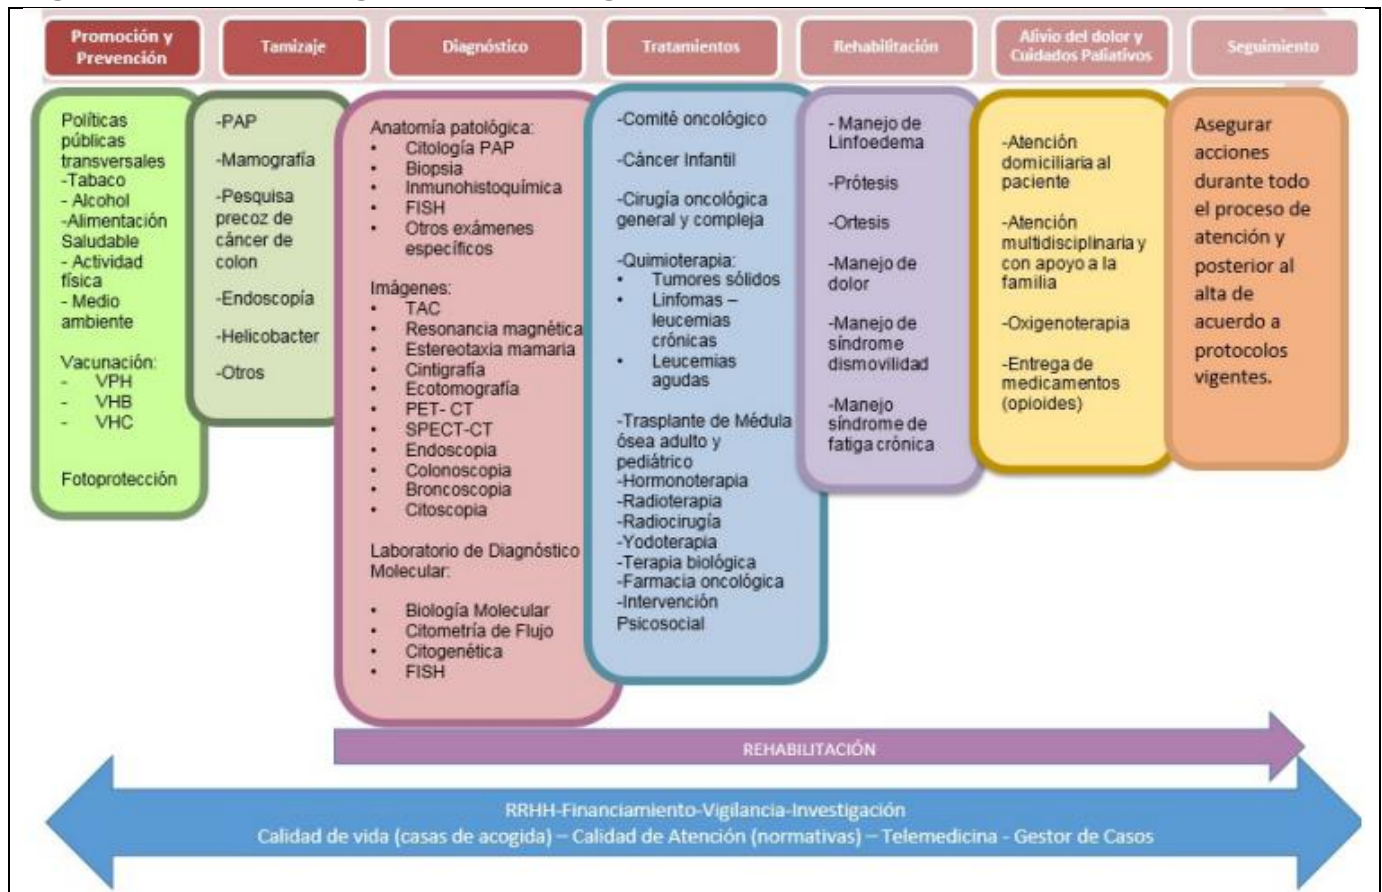 Promoción y
Prevención
Tamizaje
Diagnóstico
Tratamientos
Rehabilitación
Alivio del dolor y
Cuidados Paliativos
Seguimiento
Políticas
públicas
transversales
-Tabaco
- Alcohol
-Alimentación
Saludable
- Actividad
física
- Medio
ambiente
Vacunación:
- VPH
- VHB
- VHC
Fotoprotección
-PAP
-Mamografía
-Pesquisa
precoz de
cáncer de
colon
-Endoscopía
-Helicobacter
-Otros
Anatomía patológica:
• Citología PAP
• Biopsia
• Inmunohistoquímica
• FISH
• Otros exámenes
específicos
Imágenes:
• TAC
• Resonancia magnética
• Estereotaxia mamaria
• Cintigrafía
• Ecotomografía
• PET- CT
• SPECT-CT
• Endoscopia
• Colonoscopia
• Broncoscopia
• Citoscopia
Laboratorio de Diagnóstico
Molecular:
• Biología Molecular
• Citometría de Flujo
• Citogenética
• FISH
-Comité oncológico
-Cáncer Infantil
-Cirugía oncológica
general y compleja
-Quimioterapia:
• Tumores sólidos
• Linfomas –
leucemias
crónicas
• Leucemias
agudas
-Trasplante de Médula
ósea adulto y
pediátrico
-Hormonoterapia
-Radioterapia
-Radiocirugía
-Yodoterapia
-Terapia biológica
-Farmacia oncológica
-Intervención
Psicosocial
- Manejo de
Linfoedema
-Prótesis
-Ortesis
-Manejo de
dolor
-Manejo de
síndrome
dismovilidad
-Manejo
síndrome de
fatiga crónica
-Atención
domiciliaria al
paciente
-Atención
multidisciplinaria y
con apoyo a la
familia
-Oxigenoterapia
-Entrega de
medicamentos
(opioides)
Asegurar
acciones
durante todo
el proceso de
atención y
posterior al
alta de
acuerdo a
protocolos
vigentes.
REHABILITACIÓN
RRHH-Financiamiento-Vigilancia-Investigación
Calidad de vida (casas de acogida) – Calidad de Atención (normativas) – Telemedicina - Gestor de Casos